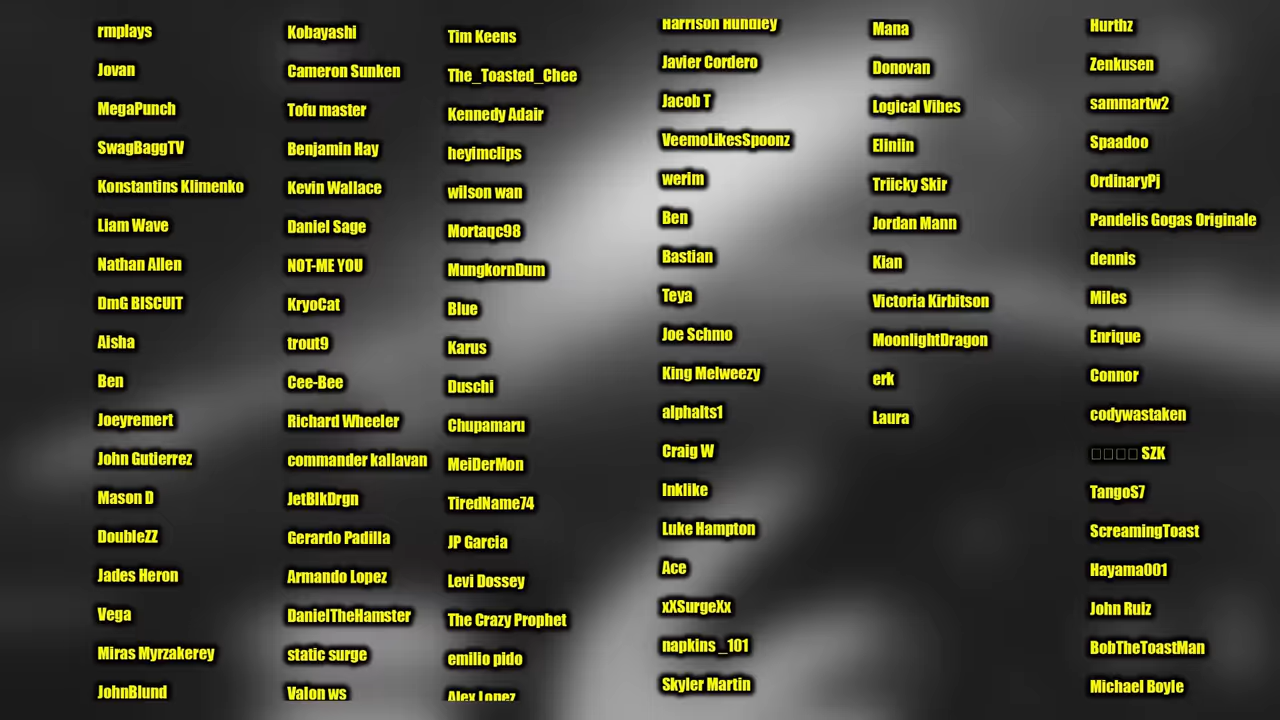 rmplays
Jovan
MegaPunch
SwagBaggTV
Konstantins Klimenko
Liam Wave
Nathan Allen
DmG BISCUIT
Aisha
Ben
Joeyremert
John Gutierrez
Mason D
DoubleZZ
Jades Heron
Vega
Miras Myrzakerey
JohnBlund
Kobayashi
Cameron Sunken
Tofu master
Benjamin Hay
Kevin Wallace
Daniel Sage
NOT-ME YOU
KryoCat
trout9
Cee-Bee
Richard Wheeler
commander kallavan
JetBlkDrgn
Gerardo Padilla
Armando Lopez
DanielTheHamster
static surge
Valon ws
Tim Keens
The_Toasted_Chee
Kennedy Adair
heyimclips
wilson wan
Mortaqc98
MungkornDum
Blue
Karus
Duschi
Chupamaru
MeiDerMon
TiredName74
JP Garcia
Levi Dossey
The Crazy Prophet
emilio pido
Alex Lopez
Harrison Hundley
Javier Cordero
Jacob T
VeemoLikesSpoonz
werim
Ben
Bastian
Teya
Joe Schmo
King Melweezy
alphalts1
Craig W
Inklike
Luke Hampton
Ace
xXSurgeXx
napkins_101
Skyler Martin
Mana
Donovan
Logical Vibes
Elinlin
Triicky Skir
Jordan Mann
Kian
Victoria Kirbitson
MoonlightDragon
erk
Laura
Hurthz
Zenkusen
sammartw2
Spaadoo
OrdinaryPj
Pandelis Gogas Originale
dennis
Miles
Enrique
Connor
codywastaken
□□□□ SZK
TangoS7
ScreamingToast
Hayama001
John Ruiz
BobTheToastMan
Michael Boyle